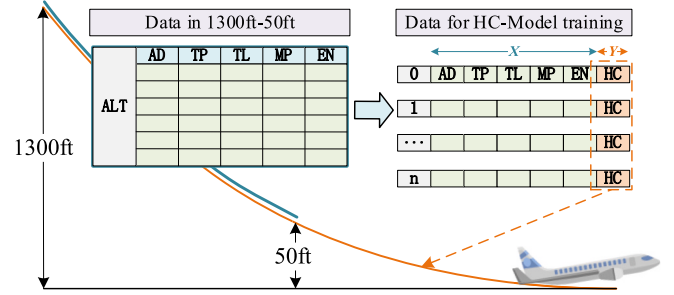 Data in 1300ft-50ft
AD TP TL MP EN
ALT
1300ft
50ft
Data for HC-Model training
X Y
0 AD TP TL MP EN HC
1 HC
... HC
n HC